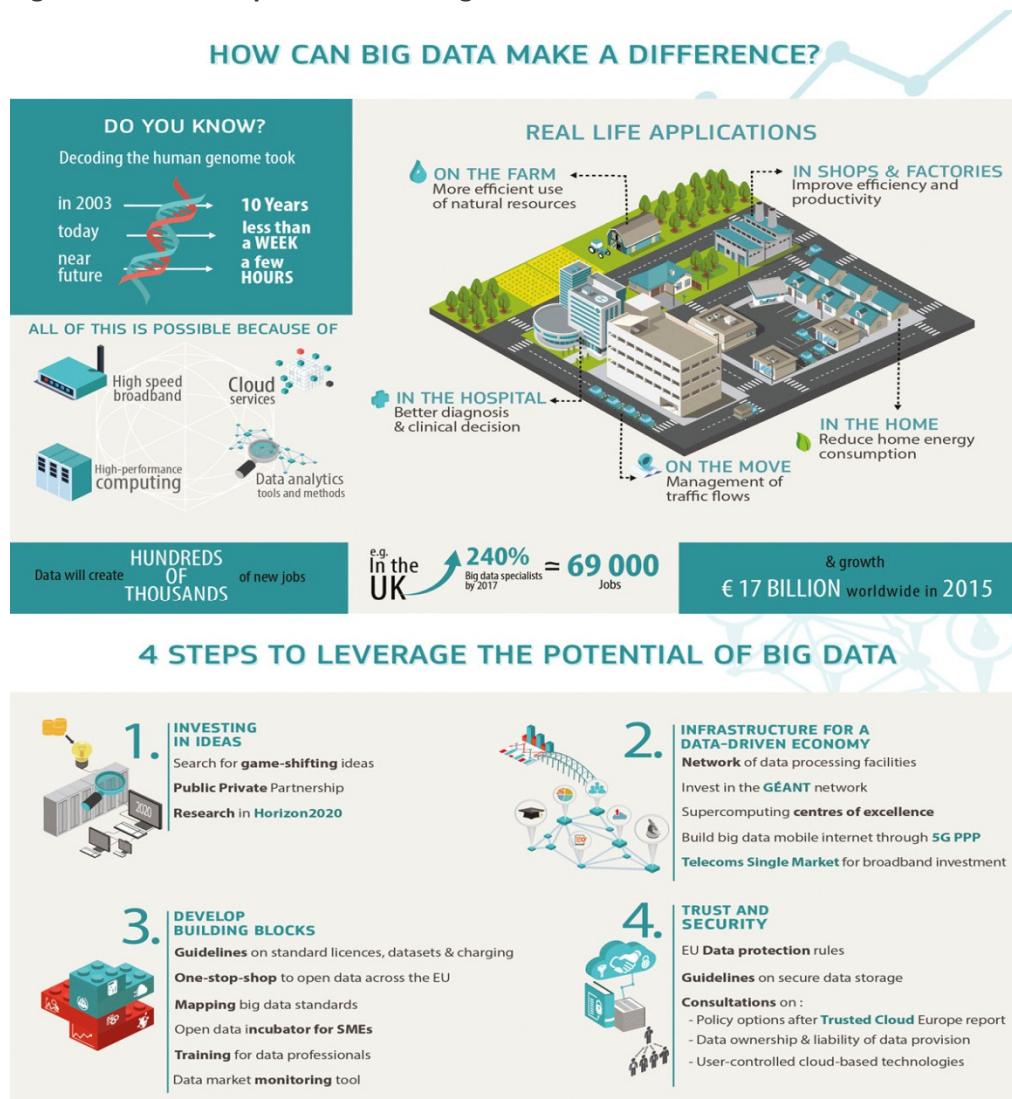 HOW CAN BIG DATA MAKE A DIFFERENCE?
DO YOU KNOW?
Decoding the human genome took
in 2003
10 Years
today
less than
a WEEK
near
future
a few
HOURS
ALL OF THIS IS POSSIBLE BECAUSE OF
High speed
broadband
Cloud
services
High-performance
computing
Data analytics
tools and methods
REAL LIFE APPLICATIONS
ON THE FARM
More efficient use
of natural resources
IN SHOPS & FACTORIES
Improve efficiency and
productivity
IN THE HOSPITAL
Better diagnosis
& clinical decision
IN THE HOME
Reduce home energy
consumption
ON THE MOVE
Management of
traffic flows
Data will create HUNDREDS OF THOUSANDS of new jobs
e.g.
In the
UK
240%
Big data specialists
by 2017
= 69 000
Jobs
& growth
€ 17 BILLION worldwide in 2015
4 STEPS TO LEVERAGE THE POTENTIAL OF BIG DATA
1. INVESTING
IN IDEAS
Search for game-shifting ideas
Public Private Partnership
Research in Horizon2020
2020
2. INFRASTRUCTURE FOR A
DATA-DRIVEN ECONOMY
Network of data processing facilities
Invest in the GÉANT network
Supercomputing centres of excellence
Build big data mobile internet through 5G PPP
Telecoms Single Market for broadband investment
3. DEVELOP
BUILDING BLOCKS
Guidelines on standard licences, datasets & charging
One-stop-shop to open data across the EU
Mapping big data standards
Open data incubator for SMEs
Training for data professionals
Data market monitoring tool
4. TRUST AND
SECURITY
EU Data protection rules
Guidelines on secure data storage
Consultations on :
- Policy options after Trusted Cloud Europe report
- Data ownership & liability of data provision
- User-controlled cloud-based technologies